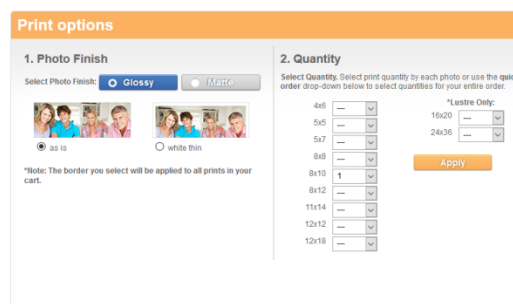 Print options
1. Photo Finish
Select Photo Finish: Glossy Matte
as is white thin
*Note: The border you select will be applied to all prints in your
cart.
2. Quantity
Select Quantity. Select print quantity by each photo or use the
order drop-down below to select quantities for your entire order.
4x6 ---
5x5 ---
5x7 ---
8x8 ---
8x10 1
8x12 ---
11x14 ---
12x12 ---
12x18 ---
*Lustre Only:
16x20 ---
24x36 ---
Apply